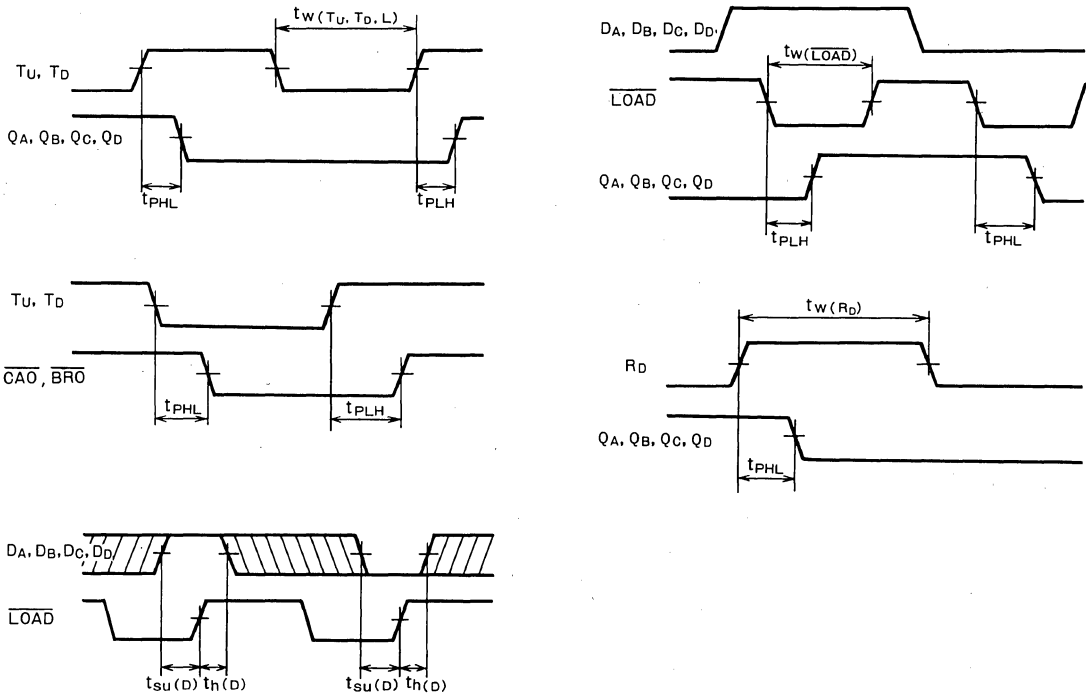 tW(TU, TD, L)
TU, TD
QA, QB, QC, QD
tPHL
tPLH
TU, TD
CAO, BRO
tPHL
tPLH
DA, DB, DC, DD
LOAD
tsu(D)
th(D)
tsu(D)
th(D)
DA, DB, DC, DD
tW(LOAD)
LOAD
QA, QB, QC, QD
tPLH
tPHL
tW(RD)
RD
QA, QB, QC, QD
tPHL